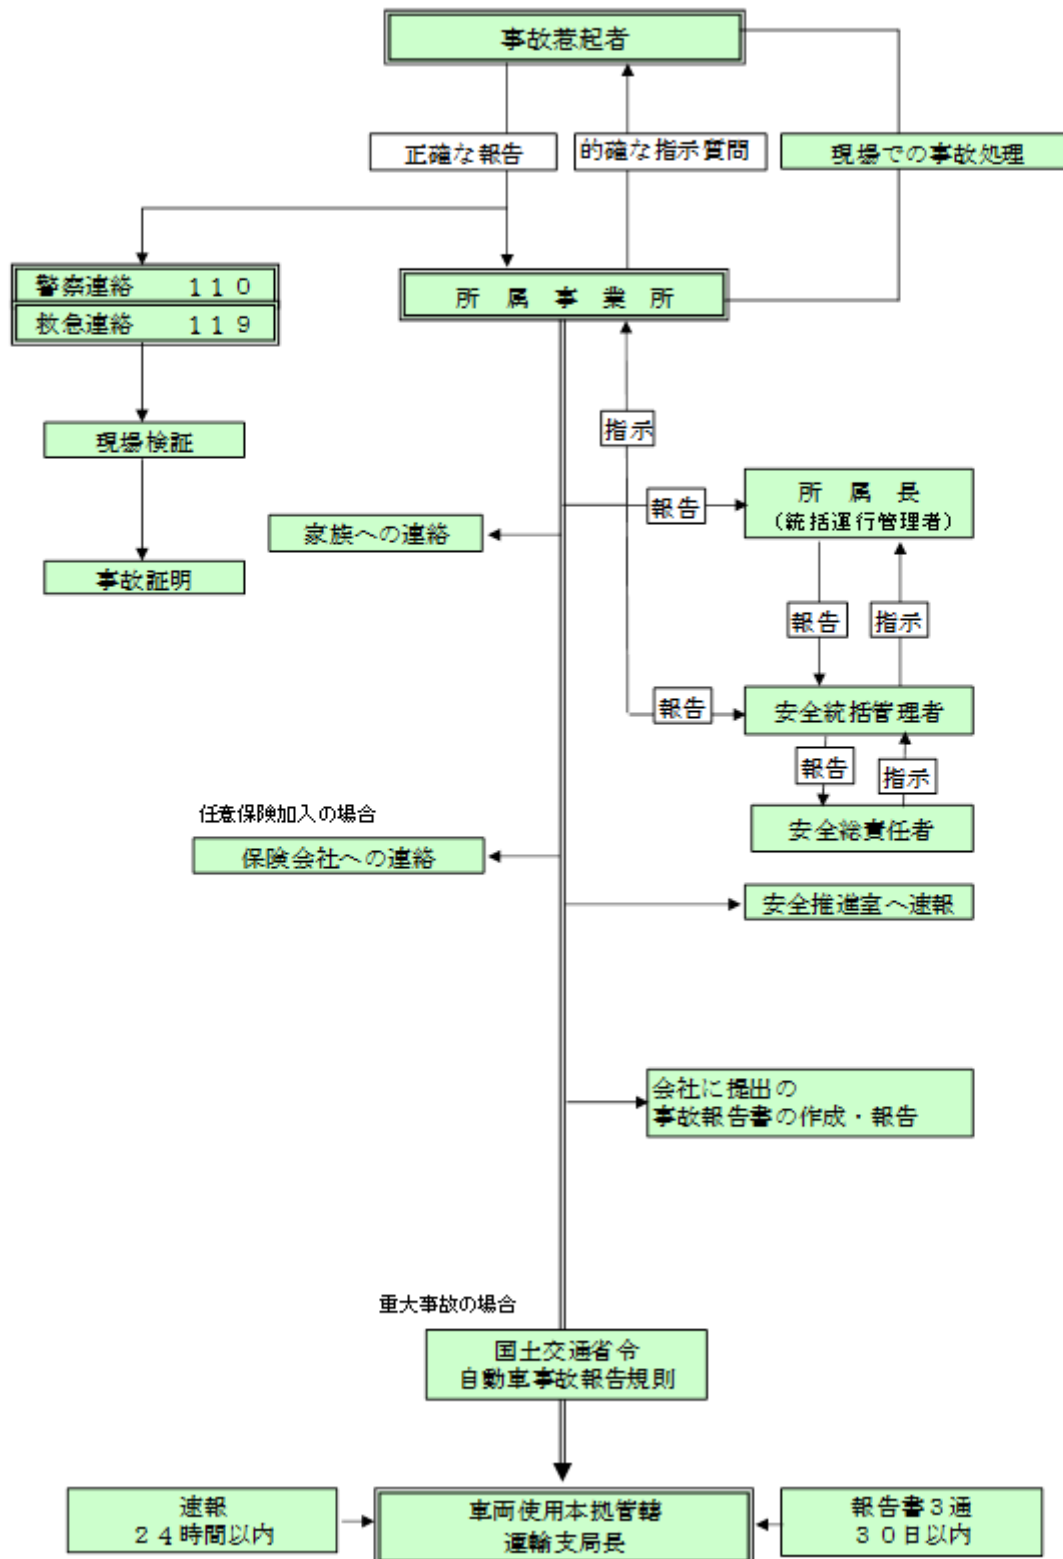 事故惹起者
正確な報告
的確な指示質問
現場での事故処理
警察連絡 １１０
救急連絡 １１９
所属事業所
現場検証
指示
事故証明
家族への連絡
報告
所属長
（統括運行管理者）
報告
指示
報告
安全統括管理者
報告
指示
安全総責任者
任意保険加入の場合
保険会社への連絡
安全推進室へ速報
会社に提出の
事故報告書の作成・報告
重大事故の場合
国土交通省令
自動車事故報告規則
速報
２４時間以内
車両使用本拠管轄
運輸支局長
報告書３通
３０日以内